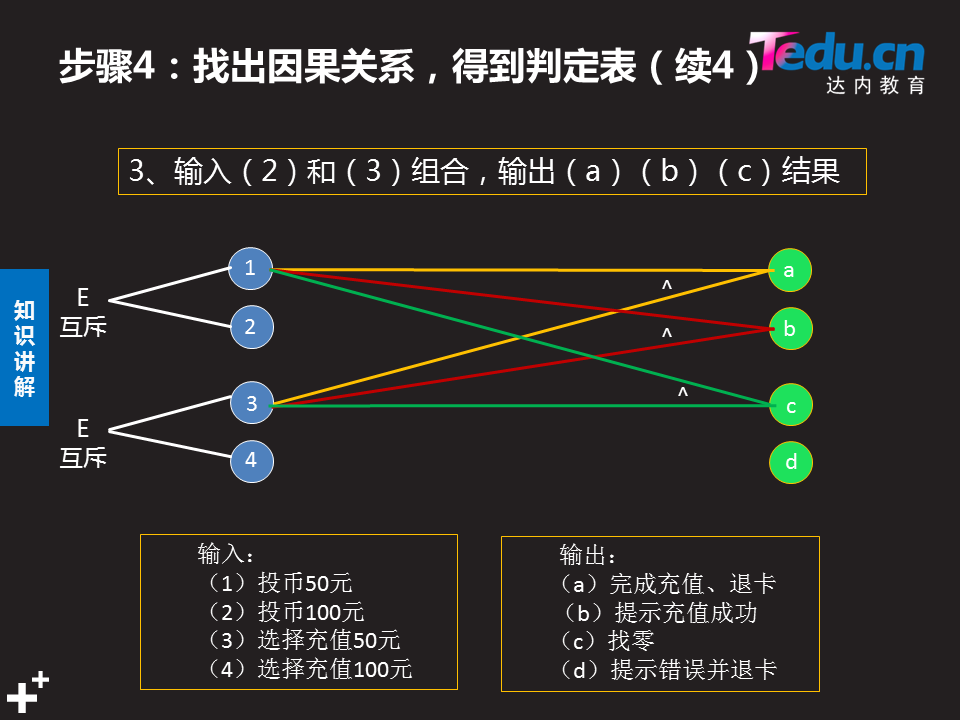 步骤4：找出因果关系，得到判定表（续4）
Tedu.cn
达内教育
3、输入（2）和（3）组合，输出（a）（b）（c）结果
知识讲解
E
互斥
1
2
E
互斥
3
4
^
^
^
a
b
c
d
输入：
（1）投币50元
（2）投币100元
（3）选择充值50元
（4）选择充值100元
输出：
（a）完成充值、退卡
（b）提示充值成功
（c）找零
（d）提示错误并退卡